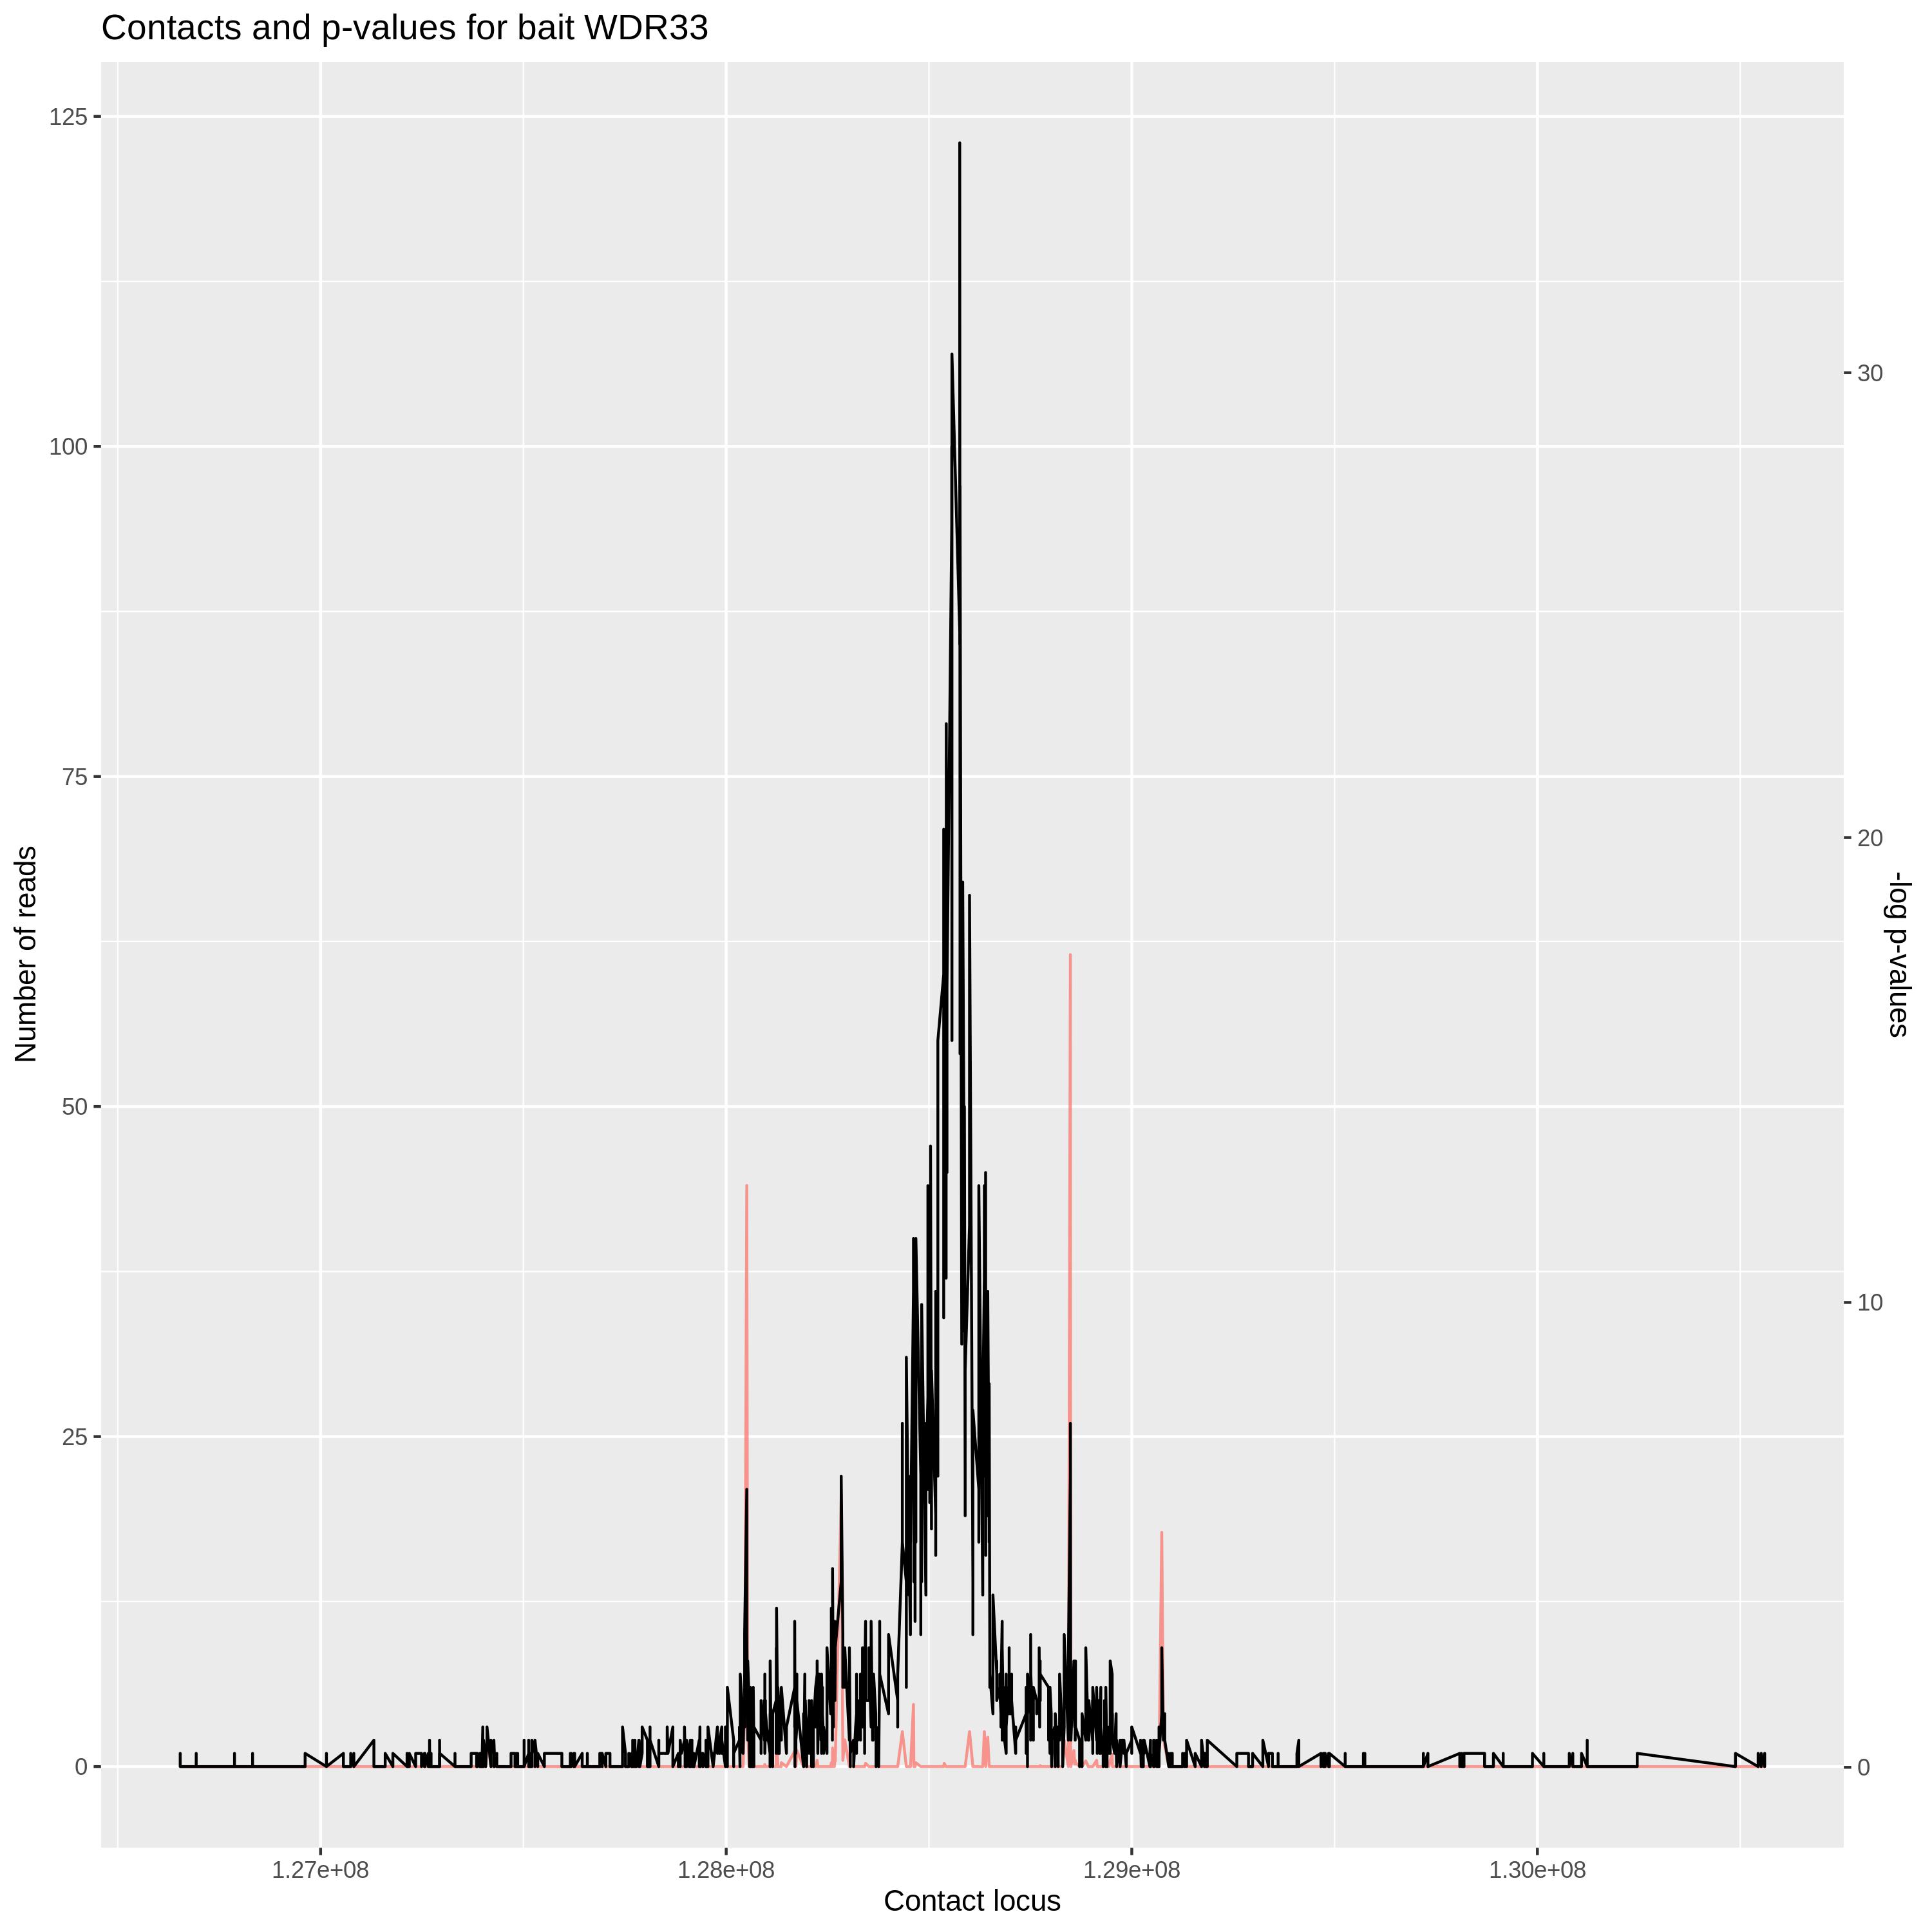 Contacts and p-values for bait WDR33
125
100
75
50
25
0
Number of reads
30
20
10
0
-log p-values
1.27e+08
1.28e+08
1.29e+08
1.30e+08
Contact locus